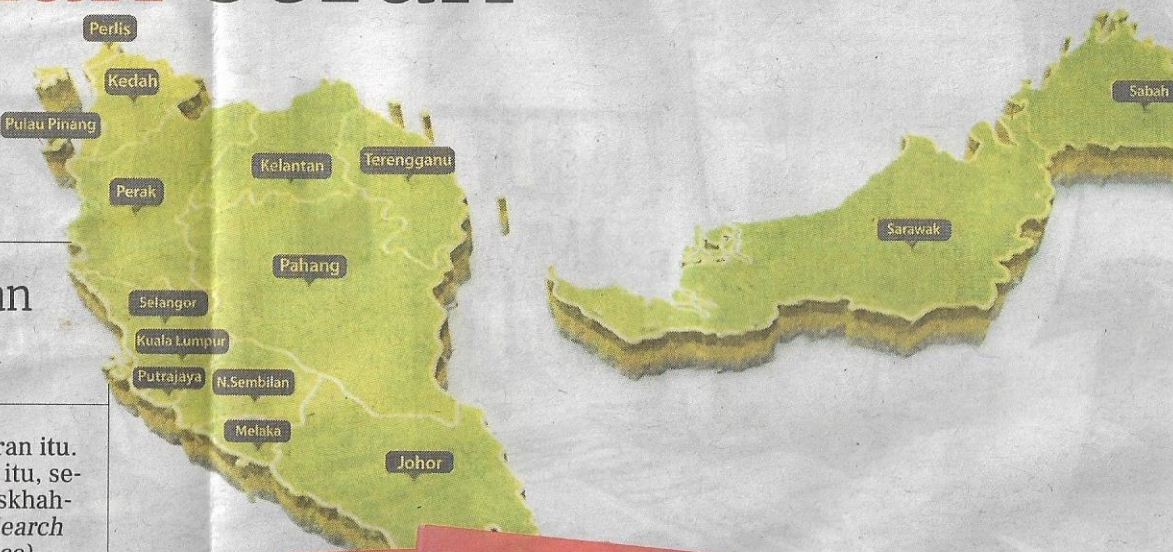 Perlis
Kedah
Pulau Pinang
Perak
Kelantan
Terengganu
Pahang
Selangor
Kuala Lumpur
Putrajaya
N.Sembilan
Melaka
Johor
Sarawak
Sabah
ran itu.
itu, se-
skhah-
earch